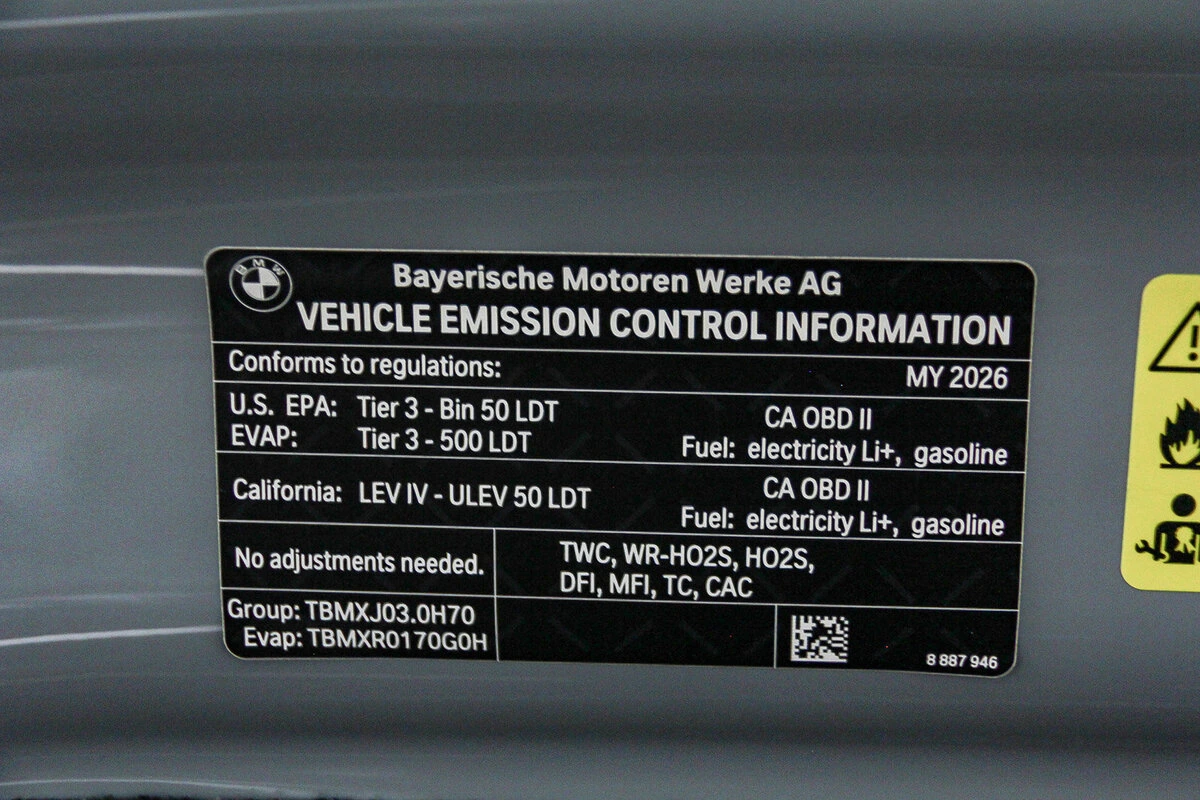 BMW
Bayerische Motoren Werke AG
VEHICLE EMISSION CONTROL INFORMATION
Conforms to regulations: MY 2026
U.S. EPA: Tier 3 - Bin 50 LDT CA OBD II
EVAP: Tier 3 - 500 LDT Fuel: electricity Li+, gasoline
California: LEV IV - ULEV 50 LDT CA OBD II
Fuel: electricity Li+, gasoline
No adjustments needed.
TWC, WR-HO2S, HO2S,
DFI, MFI, TC, CAC
Group: TBMXJ03.0H70
Evap: TBMXR0170G0H
8 887 946